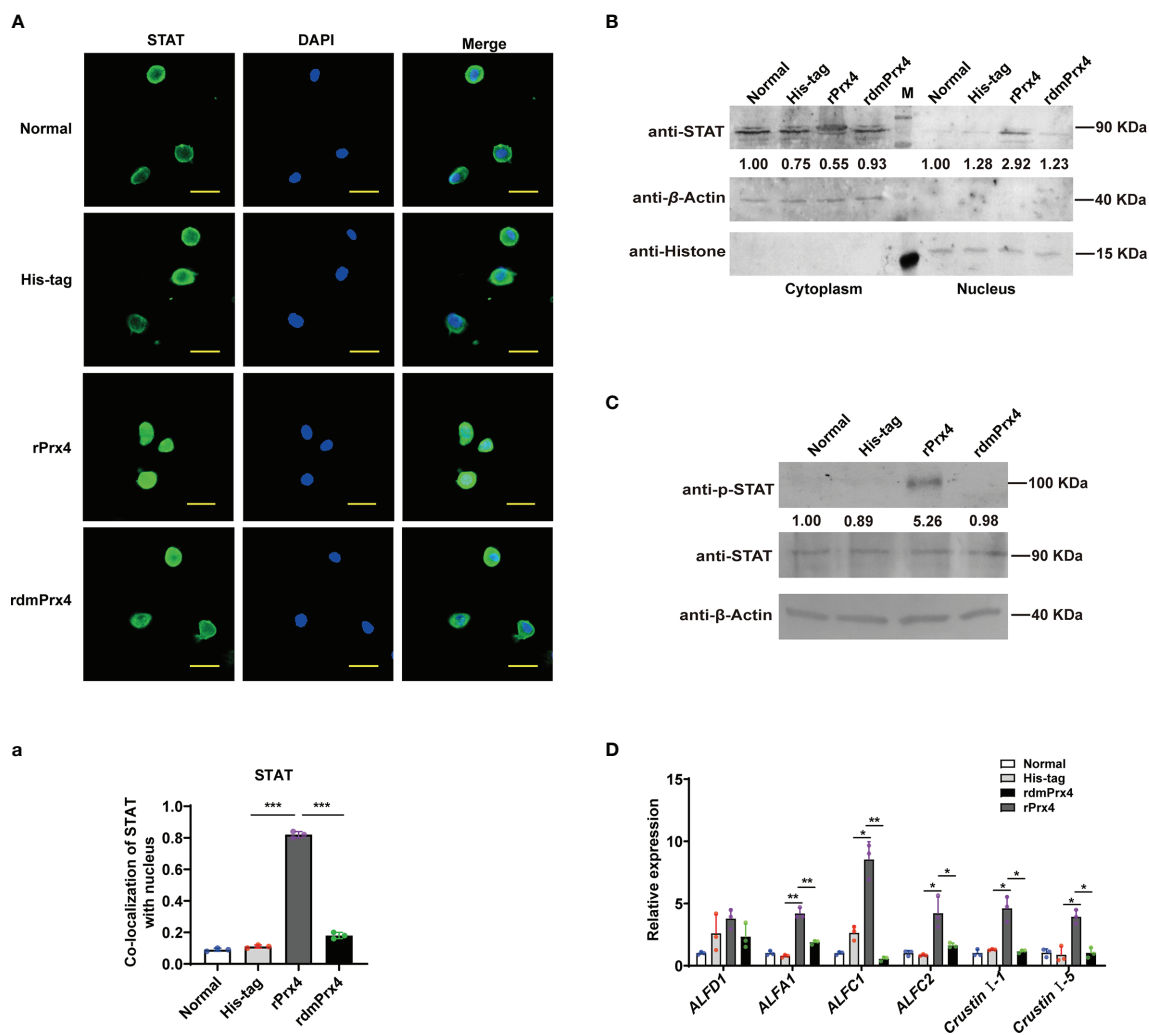 A
STAT DAPI Merge
Normal
His-tag
rPrx4
rdmPrx4
a
STAT
Co-localization of STAT
with nucleus
1.0
0.8
0.6
0.4
0.2
0.0
*** ***
Normal His-tag rPrx4 rdmPrx4
B
Normal His-tag rPrx4 rdmPrx4 M Normal His-tag rPrx4 rdmPrx4
anti-STAT 90 KDa
1.00 0.75 0.55 0.93 1.00 1.28 2.92 1.23
anti-β-Actin 40 KDa
anti-Histone 15 KDa
Cytoplasm Nucleus
C
Normal His-tag rPrx4 rdmPrx4
anti-p-STAT 100 KDa
1.00 0.89 5.26 0.98
anti-STAT 90 KDa
anti-β-Actin 40 KDa
D
Normal
His-tag
rdmPrx4
rPrx4
Relative expression
15
10
5
0
** ** * ** * * * * * *
ALFD1 ALFA1 ALFC1 ALFC2 Crustin I-1 Crustin I-5